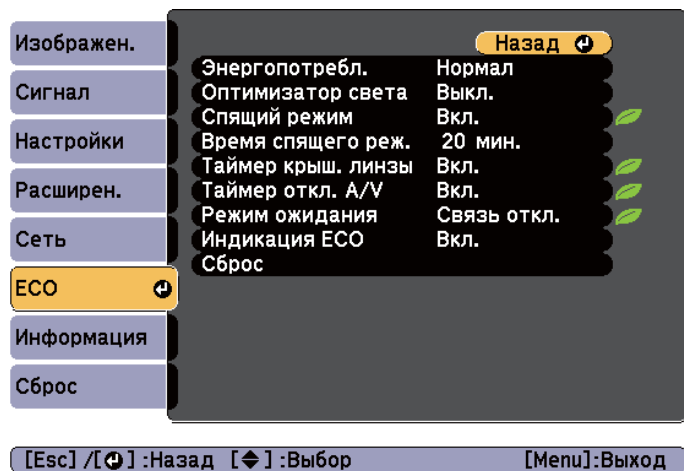 Изображен.
Сигнал
Настройки
Расширен.
Сеть
ECO
Информация
Сброс
Назад
Энергопотребл. Нормал
Оптимизатор света Выкл.
Спящий режим Вкл.
Время спящего реж. 20 мин.
Таймер крыш. линзы Вкл.
Таймер откл. A/V Вкл.
Режим ожидания Связь откл.
Индикация ECO Вкл.
Сброс
[Esc] /[⏎] :Назад [◆] :Выбор [Menu]:Выход